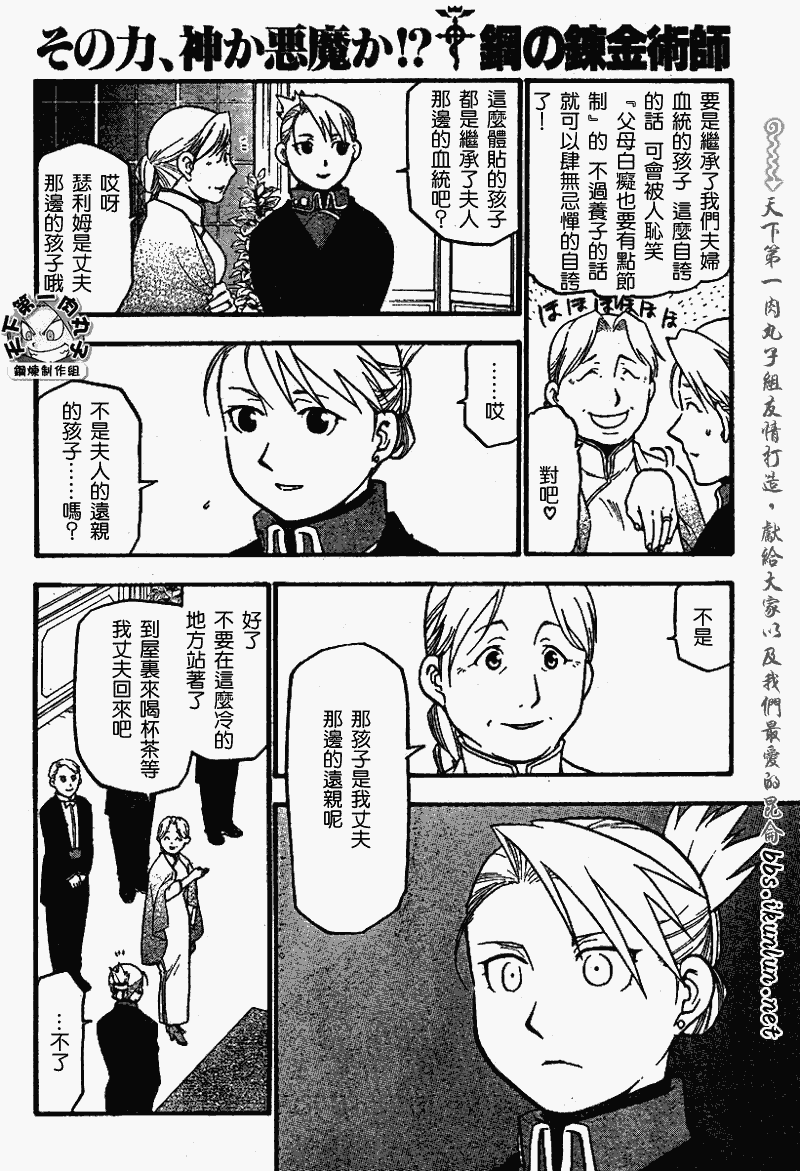 その力、神か悪魔か!?
鋼の錬金術師
要是繼承了我們夫婦
血統的孩子 這麼自誇
的話 可會被人恥笑
『父母白癡也要有點節
制』的 不過養子的話
就可以肆無忌憚的自誇
了！
ほほほほほほ
對吧♡
這麼體貼的孩子
都是繼承了夫人
那邊的血統吧？
哎呀
瑟利姆是丈夫
那邊的孩子哦
……哎
不是夫人的遠親
的孩子……嗎？
不是
那孩子是我丈夫
那邊的遠親呢
好了
不要在這麼冷的
地方站著了
到屋裏來喝杯茶等
我丈夫回來吧
…不了
天下第一肉丸子
鋼煉制作組
天下第一肉丸子組友情打造，獻給大家以及我們最愛的昆侖 bbs.ikunlun.net